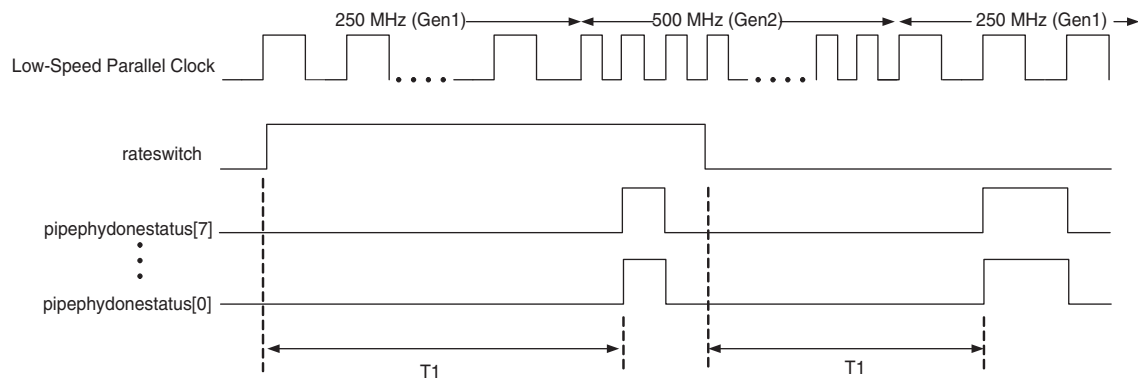 250 MHz (Gen1)
500 MHz (Gen2)
250 MHz (Gen1)
Low-Speed Parallel Clock
rateswitch
pipephydonestatus[7]
pipephydonestatus[0]
T1
T1